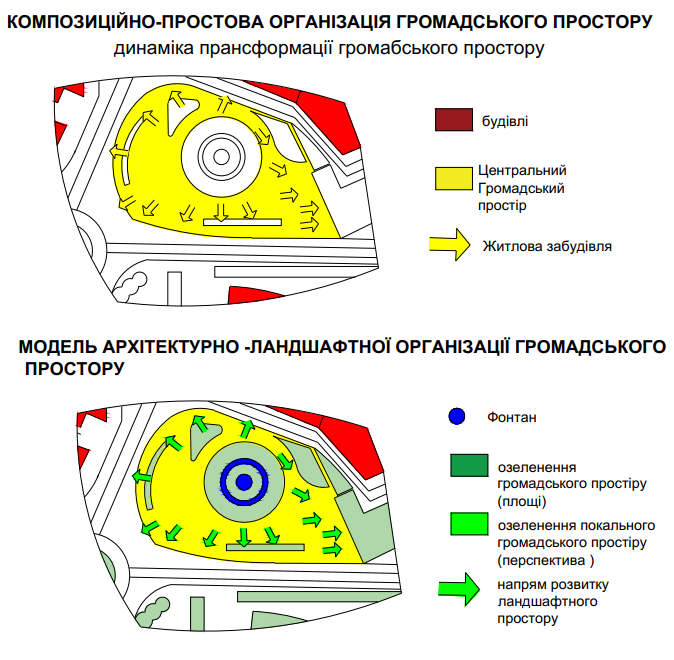 КОМПОЗИЦІЙНО-ПРОСТОВА ОРГАНІЗАЦІЯ ГРОМАДСЬКОГО ПРОСТОРУ
динаміка прансформації громабського простору
будівлі
Центральний
Громадський
простір
Житлова забудівля
МОДЕЛЬ АРХІТЕКТУРНО -ЛАНДШАФТНОЇ ОРГАНІЗАЦІЇ ГРОМАДСЬКОГО
ПРОСТОРУ
Фонтан
озеленення
громадського простіру
(площі)
озеленення покального
громадського простіру
(перспектива )
напрям розвитку
ландшафтного
простору